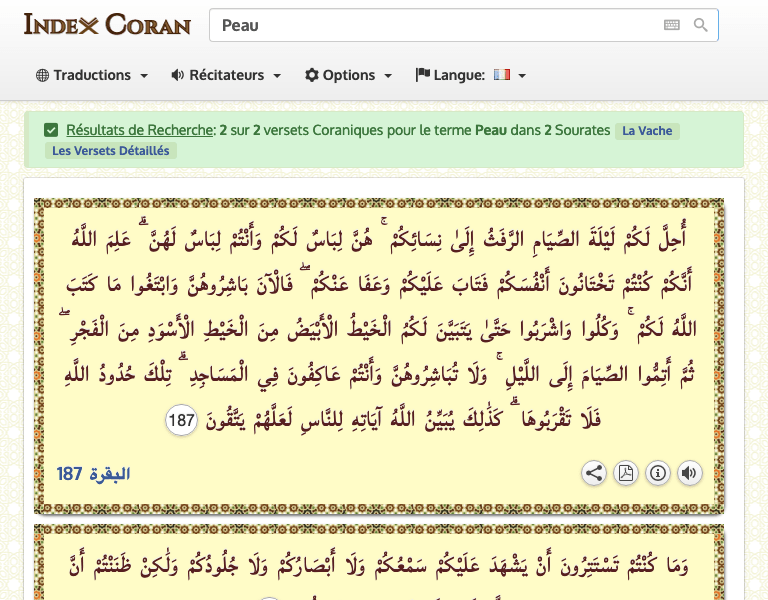 INDEX CORAN
Peau
Traductions
Récitateurs
Options
Langue:
Résultats de Recherche: 2 sur 2 versets Coraniques pour le terme Peau dans 2 Sourates La Vache
Les Versets Détaillés
أُحِلَّ لَكُمْ لَيْلَةَ الصِّيَامِ الرَّفَثُ إِلَىٰ نِسَائِكُمْ ۚ هُنَّ لِبَاسٌ لَكُمْ وَأَنْتُمْ لِبَاسٌ لَهُنَّ ۗ عَلِمَ اللَّهُ
أَنَّكُمْ كُنْتُمْ تَخْتَانُونَ أَنْفُسَكُمْ فَتَابَ عَلَيْكُمْ وَعَفَا عَنْكُمْ ۖ فَالْآنَ بَاشِرُوهُنَّ وَابْتَغُوا مَا كَتَبَ
اللَّهُ لَكُمْ ۚ وَكُلُوا وَاشْرَبُوا حَتَّىٰ يَتَبَيَّنَ لَكُمُ الْخَيْطُ الْأَبْيَضُ مِنَ الْخَيْطِ الْأَسْوَدِ مِنَ الْفَجْرِ ۖ
ثُمَّ أَتِمُّوا الصِّيَامَ إِلَى اللَّيْلِ ۚ وَلَا تُبَاشِرُوهُنَّ وَأَنْتُمْ عَاكِفُونَ فِي الْمَسَاجِدِ ۗ تِلْكَ حُدُودُ اللَّهِ
فَلَا تَقْرَبُوهَا ۗ كَذَٰلِكَ يُبَيِّنُ اللَّهُ آيَاتِهِ لِلنَّاسِ لَعَلَّهُمْ يَتَّقُونَ 187
البقرة 187
وَمَا كُنْتُمْ تَسْتَتِرُونَ أَنْ يَشْهَدَ عَلَيْكُمْ سَمْعُكُمْ وَلَا أَبْصَارُكُمْ وَلَا جُلُودُكُمْ وَلَٰكِنْ ظَنَنْتُمْ أَنَّ